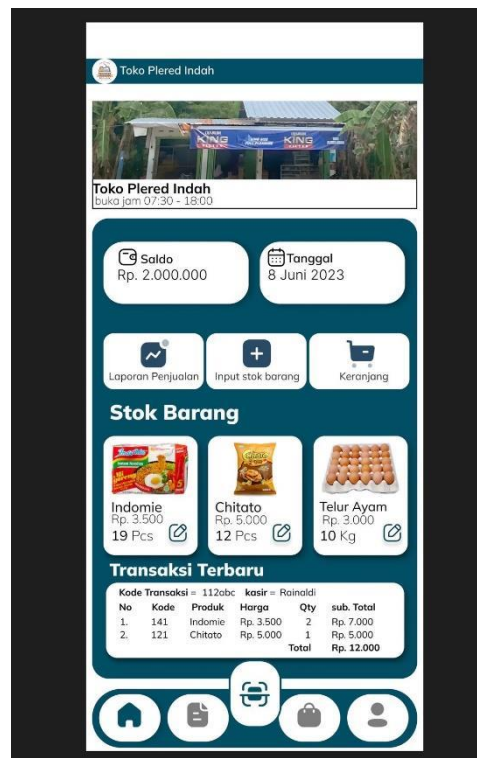 Toko Plered Indah
KING KING
Toko Plered Indah
buka jam 07:30 - 18:00
Saldo
Rp. 2.000.000
Tanggal
8 Juni 2023
Laporan Penjualan
Input stok barang
Keranjang
Stok Barang
Indomie
Chitato
Indomie
Rp. 3.500
19 Pcs
Chitato
Rp. 5.000
12 Pcs
Telur Ayam
Rp. 3.000
10 Kg
Transaksi Terbaru
Kode Transaksi = 112abc kasir = Rainaldi
No Kode Produk Harga Qty sub. Total
1. 141 Indomie Rp. 3.500 2 Rp. 7.000
2. 121 Chitato Rp. 5.000 1 Rp. 5.000
Total Rp. 12.000